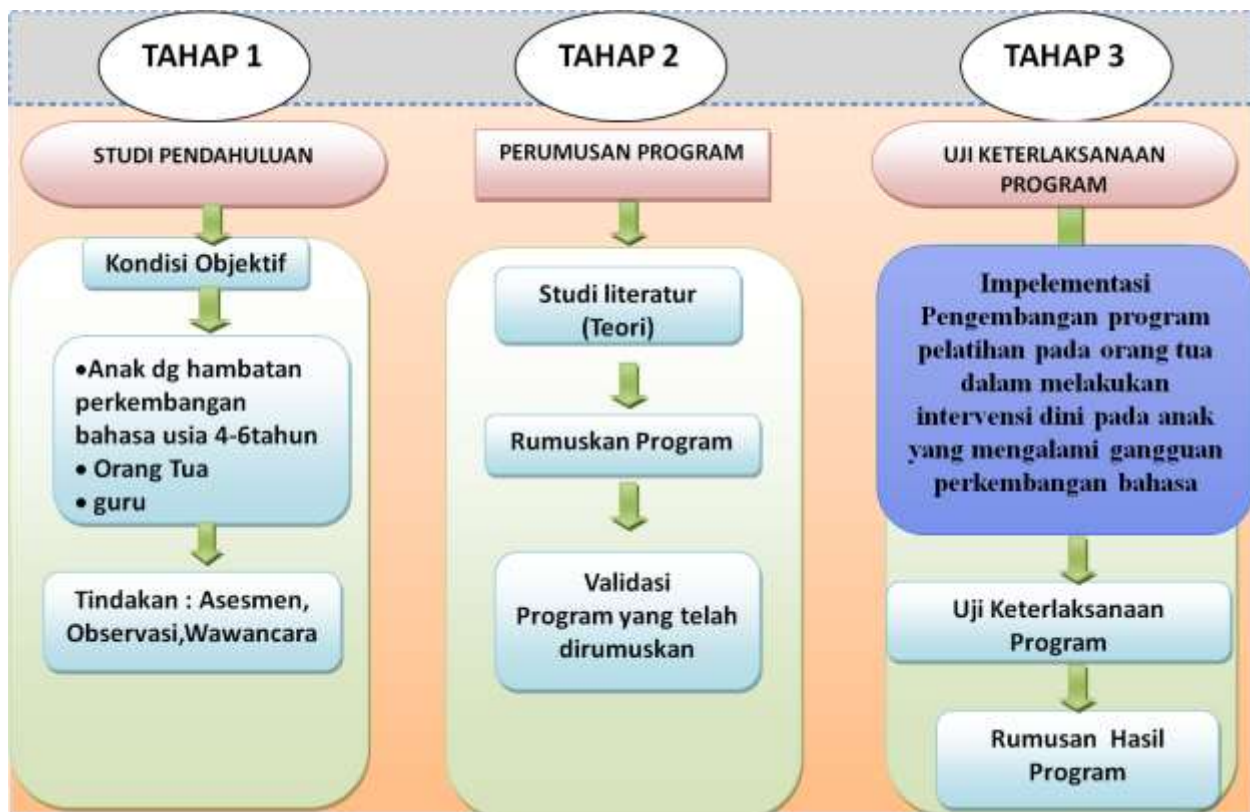 TAHAP 1
STUDI PENDAHULUAN
Kondisi Objektif
•Anak dg hambatan
perkembangan
bahasa usia 4-6tahun
• Orang Tua
• guru
Tindakan : Asesmen,
Observasi,Wawancara
TAHAP 2
PERUMUSAN PROGRAM
Studi literatur
(Teori)
Rumuskan Program
Validasi
Program yang telah
dirumuskan
TAHAP 3
UJI KETERLAKSANAAN
PROGRAM
Impelementasi
Pengembangan program
pelatihan pada orang tua
dalam melakukan
intervensi dini pada anak
yang mengalami gangguan
perkembangan bahasa
Uji Keterlaksanaan
Program
Rumusan Hasil
Program